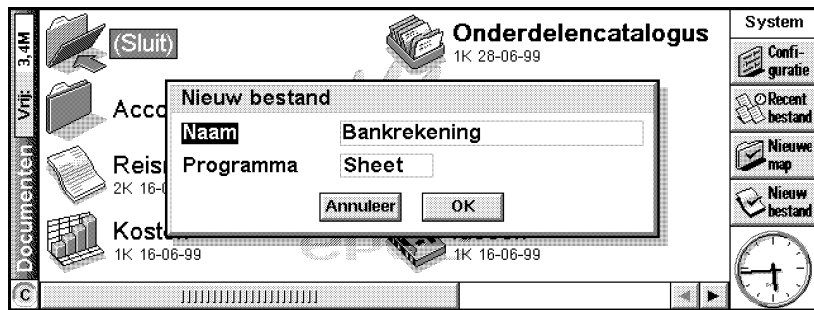 Documenten Vrij: 3,4M
(Sluit)
Onderdelencatalogus
1K 28-06-99
Acco
Reis
2K 16-0
Kosten
1K 16-06-99
1K 16-06-99
Nieuw bestand
Naam Bankrekening
Programma Sheet
Annuleer OK
System
Confi-
guratie
Recent
bestand
Nieuwe
map
Nieuw
bestand
C